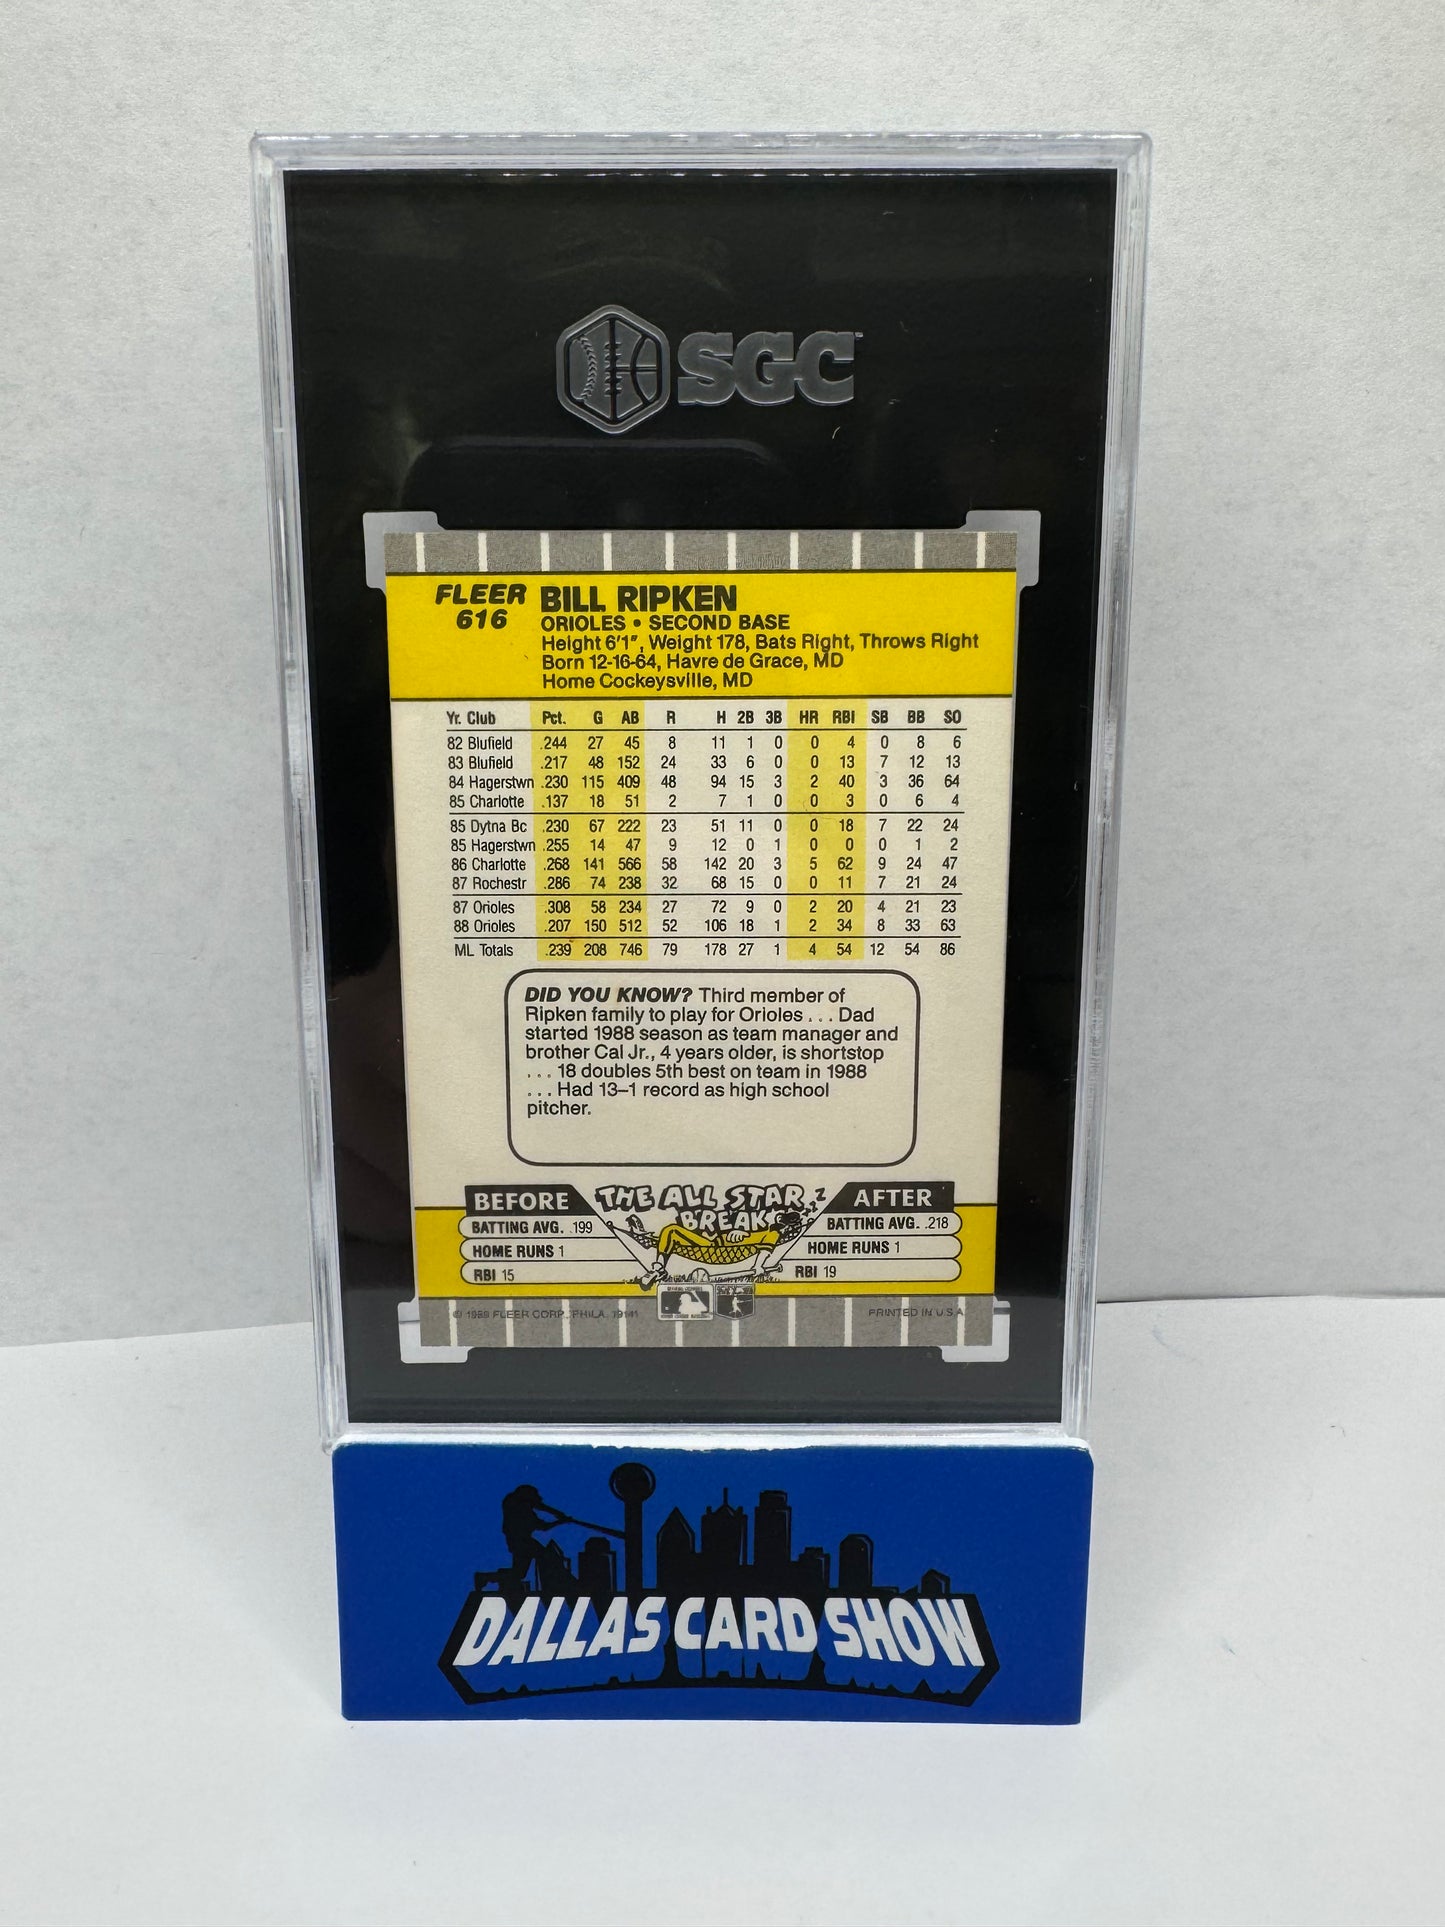 SGC
FLEER
616
BILL RIPKEN
ORIOLES • SECOND BASE
Height 6'1", Weight 178, Bats Right, Throws Right
Born 12-16-64, Havre de Grace, MD
Home Cockeysville, MD
Yr. Club Pct. G AB R H 2B 3B HR RBI SB BB SO
82 Blufield .244 27 45 8 11 1 0 0 4 0 8 6
83 Blufield .217 48 152 24 33 6 0 0 13 7 12 13
84 Hagerstwn .230 115 409 48 94 15 3 2 40 3 36 64
85 Charlotte .137 18 51 2 7 1 0 0 3 0 6 4
85 Dytna Bc .230 67 222 23 51 11 0 0 18 7 22 24
85 Hagerstwn .255 14 47 9 12 0 1 0 0 0 1 2
86 Charlotte .268 141 566 58 142 20 3 5 62 9 24 47
87 Rochestr .286 74 238 32 68 15 0 0 11 7 21 24
87 Orioles .308 58 234 27 72 9 0 2 20 4 21 23
88 Orioles .207 150 512 52 106 18 1 2 34 8 33 63
ML Totals .239 208 746 79 178 27 1 4 54 12 54 86
DID YOU KNOW? Third member of
Ripken family to play for Orioles . . . Dad
started 1988 season as team manager and
brother Cal Jr., 4 years older, is shortstop
. . . 18 doubles 5th best on team in 1988
. . . Had 13–1 record as high school
pitcher.
BEFORE
BATTING AVG. .199
HOME RUNS 1
RBI 15
THE ALL STAR
BREAK
ZZZZ
AFTER
BATTING AVG. .218
HOME RUNS 1
RBI 19
© 1989 FLEER CORP., PHILA. 19141
PRINTED IN U.S.A.
DALLAS CARD SHOW